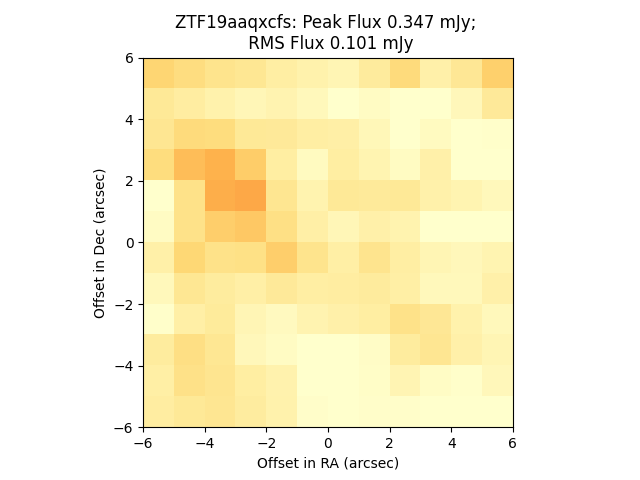 ZTF19aaqxcfs: Peak Flux 0.347 mJy;
RMS Flux 0.101 mJy
6
4
2
0
−2
−4
−6
Offset in Dec (arcsec)
−6 −4 −2 0 2 4 6
Offset in RA (arcsec)